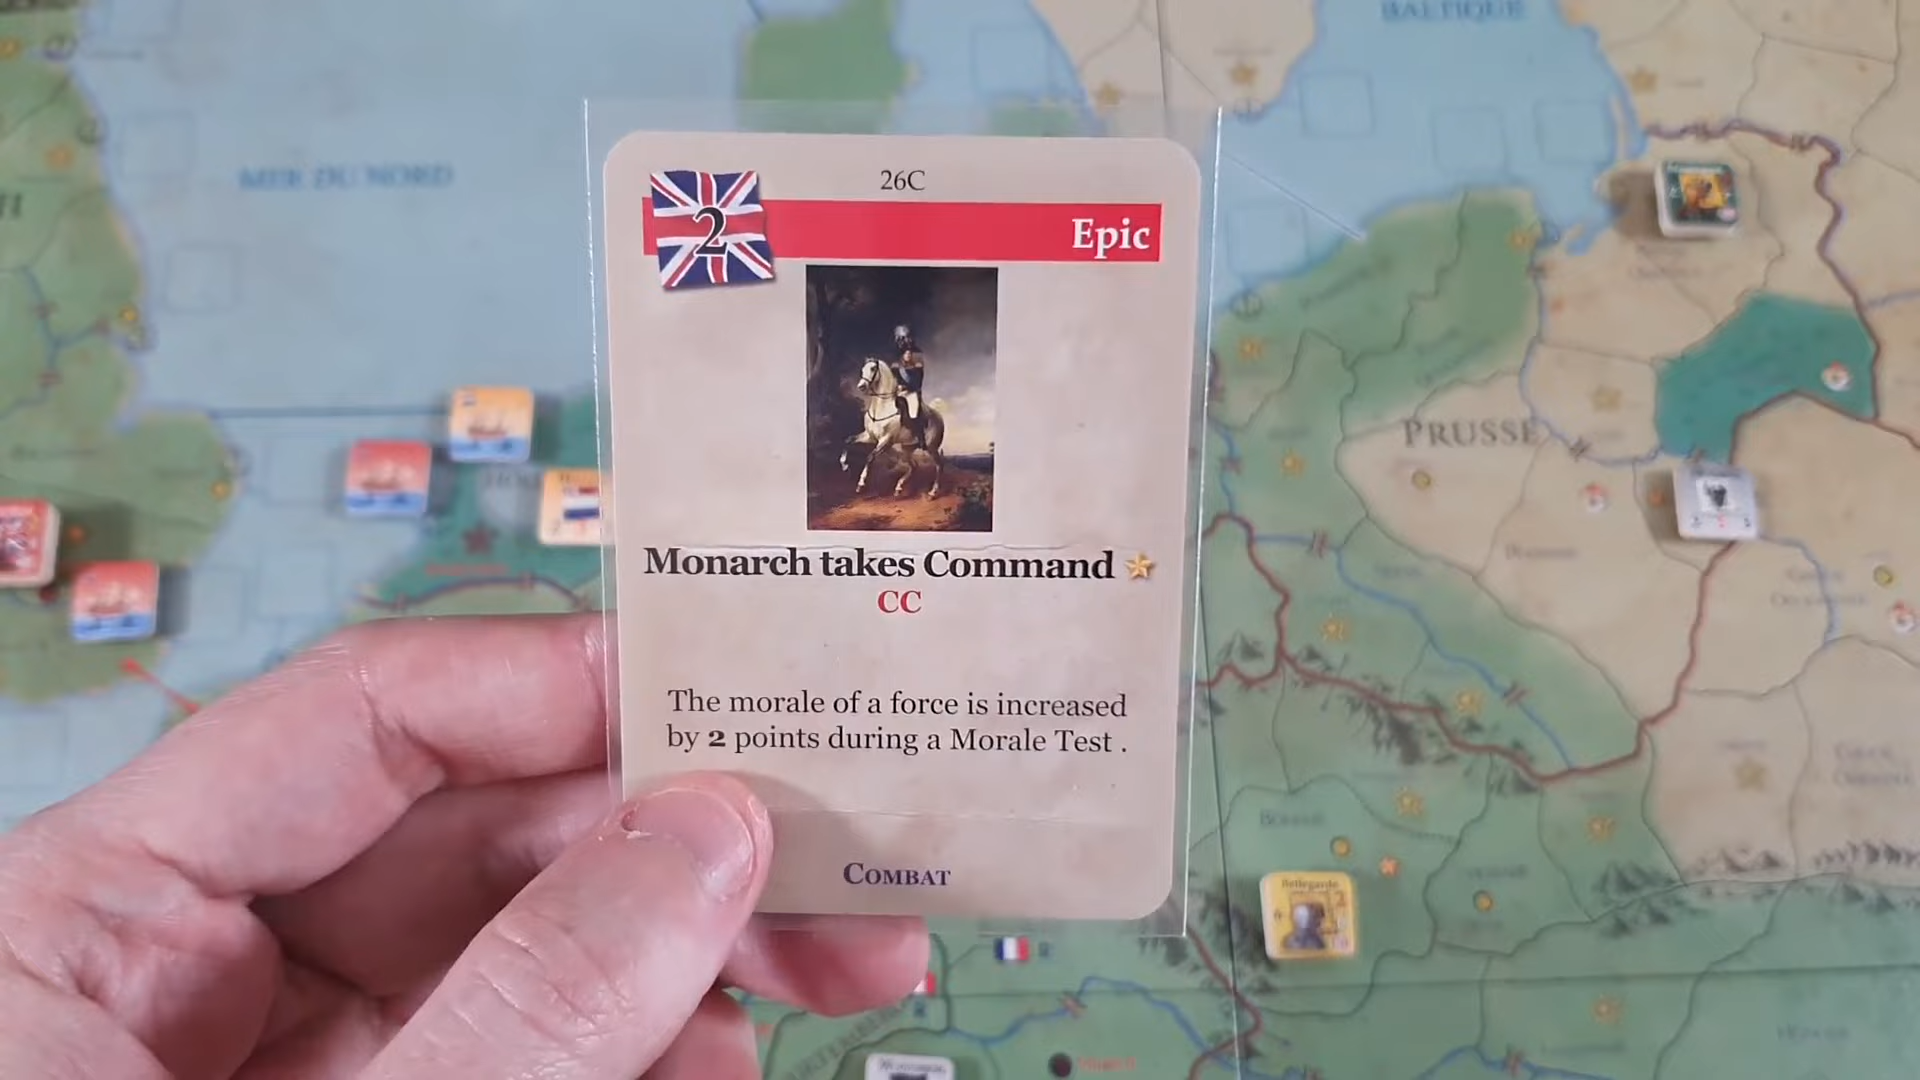 BALTIQUE
MER DU NORD
26C
2
Epic
PRUSSE
Monarch takes Command
CC
The morale of a force is increased
by 2 points during a Morale Test .
COMBAT
Bellegarde